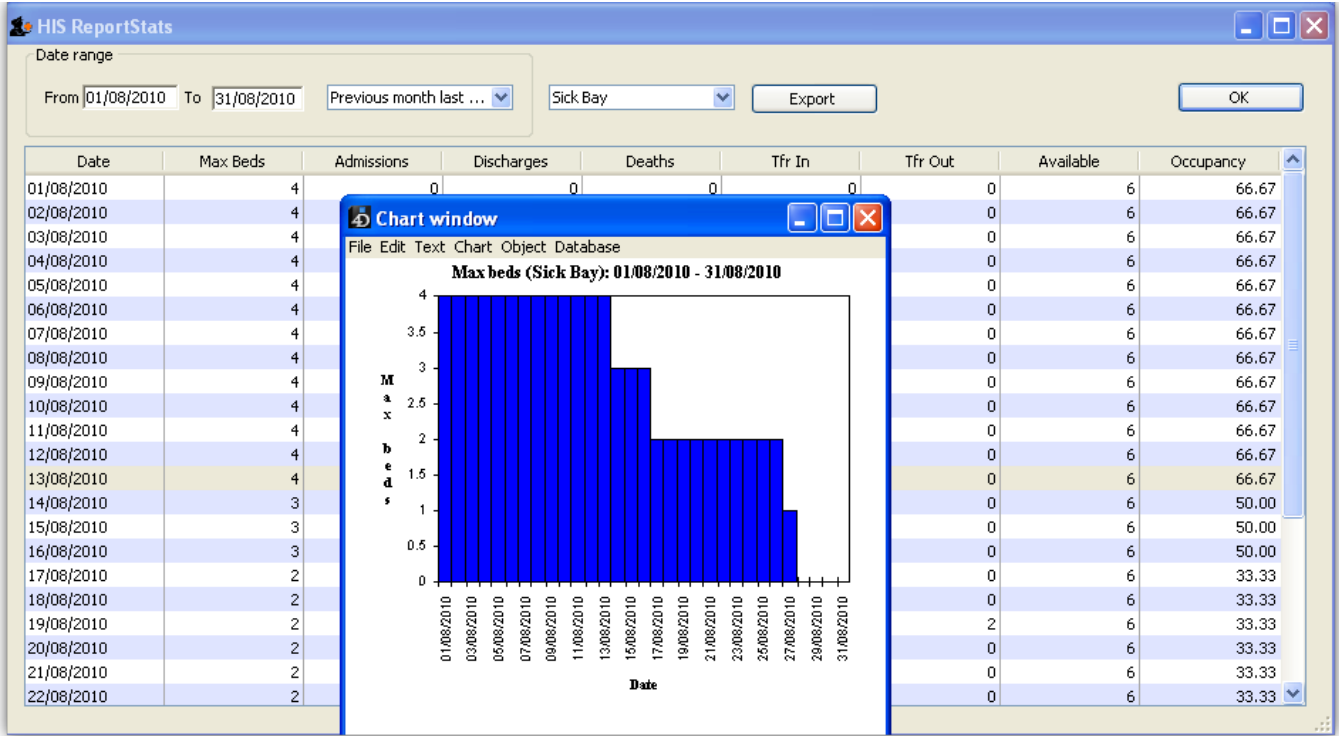 HIS ReportStats
Date range
From 01/08/2010 To 31/08/2010 Previous month last ... Sick Bay Export OK
Date Max Beds Admissions Discharges Deaths Tfr In Tfr Out Available Occupancy
01/08/2010 4 0 0 0 0 0 6 66.67
02/08/2010 4 0 6 66.67
03/08/2010 4 0 6 66.67
04/08/2010 4 0 6 66.67
05/08/2010 4 0 6 66.67
06/08/2010 4 0 6 66.67
07/08/2010 4 0 6 66.67
08/08/2010 4 0 6 66.67
09/08/2010 4 0 6 66.67
10/08/2010 4 0 6 66.67
11/08/2010 4 0 6 66.67
12/08/2010 4 0 6 66.67
13/08/2010 4 0 6 66.67
14/08/2010 3 0 6 50.00
15/08/2010 3 0 6 50.00
16/08/2010 3 0 6 50.00
17/08/2010 2 0 6 33.33
18/08/2010 2 0 6 33.33
19/08/2010 2 2 6 33.33
20/08/2010 2 0 6 33.33
21/08/2010 2 0 6 33.33
22/08/2010 2 0 6 33.33
4D Chart window
File Edit Text Chart Object Database
Max beds (Sick Bay): 01/08/2010 - 31/08/2010
4
3.5
3
2.5
2
1.5
1
0.5
0
Max beds
01/08/2010 03/08/2010 05/08/2010 07/08/2010 09/08/2010 11/08/2010 13/08/2010 15/08/2010 17/08/2010 19/08/2010 21/08/2010 23/08/2010 25/08/2010 27/08/2010 29/08/2010 31/08/2010
Date